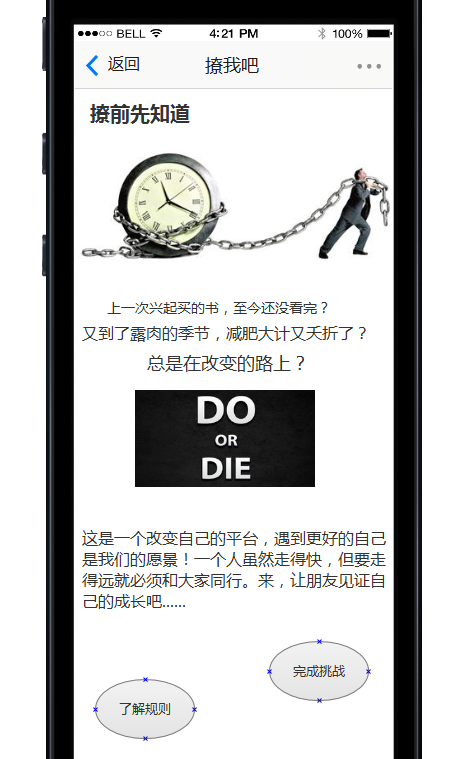 BELL 4:21 PM 100%
返回 撩我吧
撩前先知道
上一次兴起买的书，至今还没看完？
又到了露肉的季节，减肥大计又夭折了？
总是在改变的路上？
DO
OR
DIE
这是一个改变自己的平台，遇到更好的自己
是我们的愿景！一个人虽然走得快，但要走
得远就必须和大家同行。来，让朋友见证自
己的成长吧......
完成挑战
了解规则